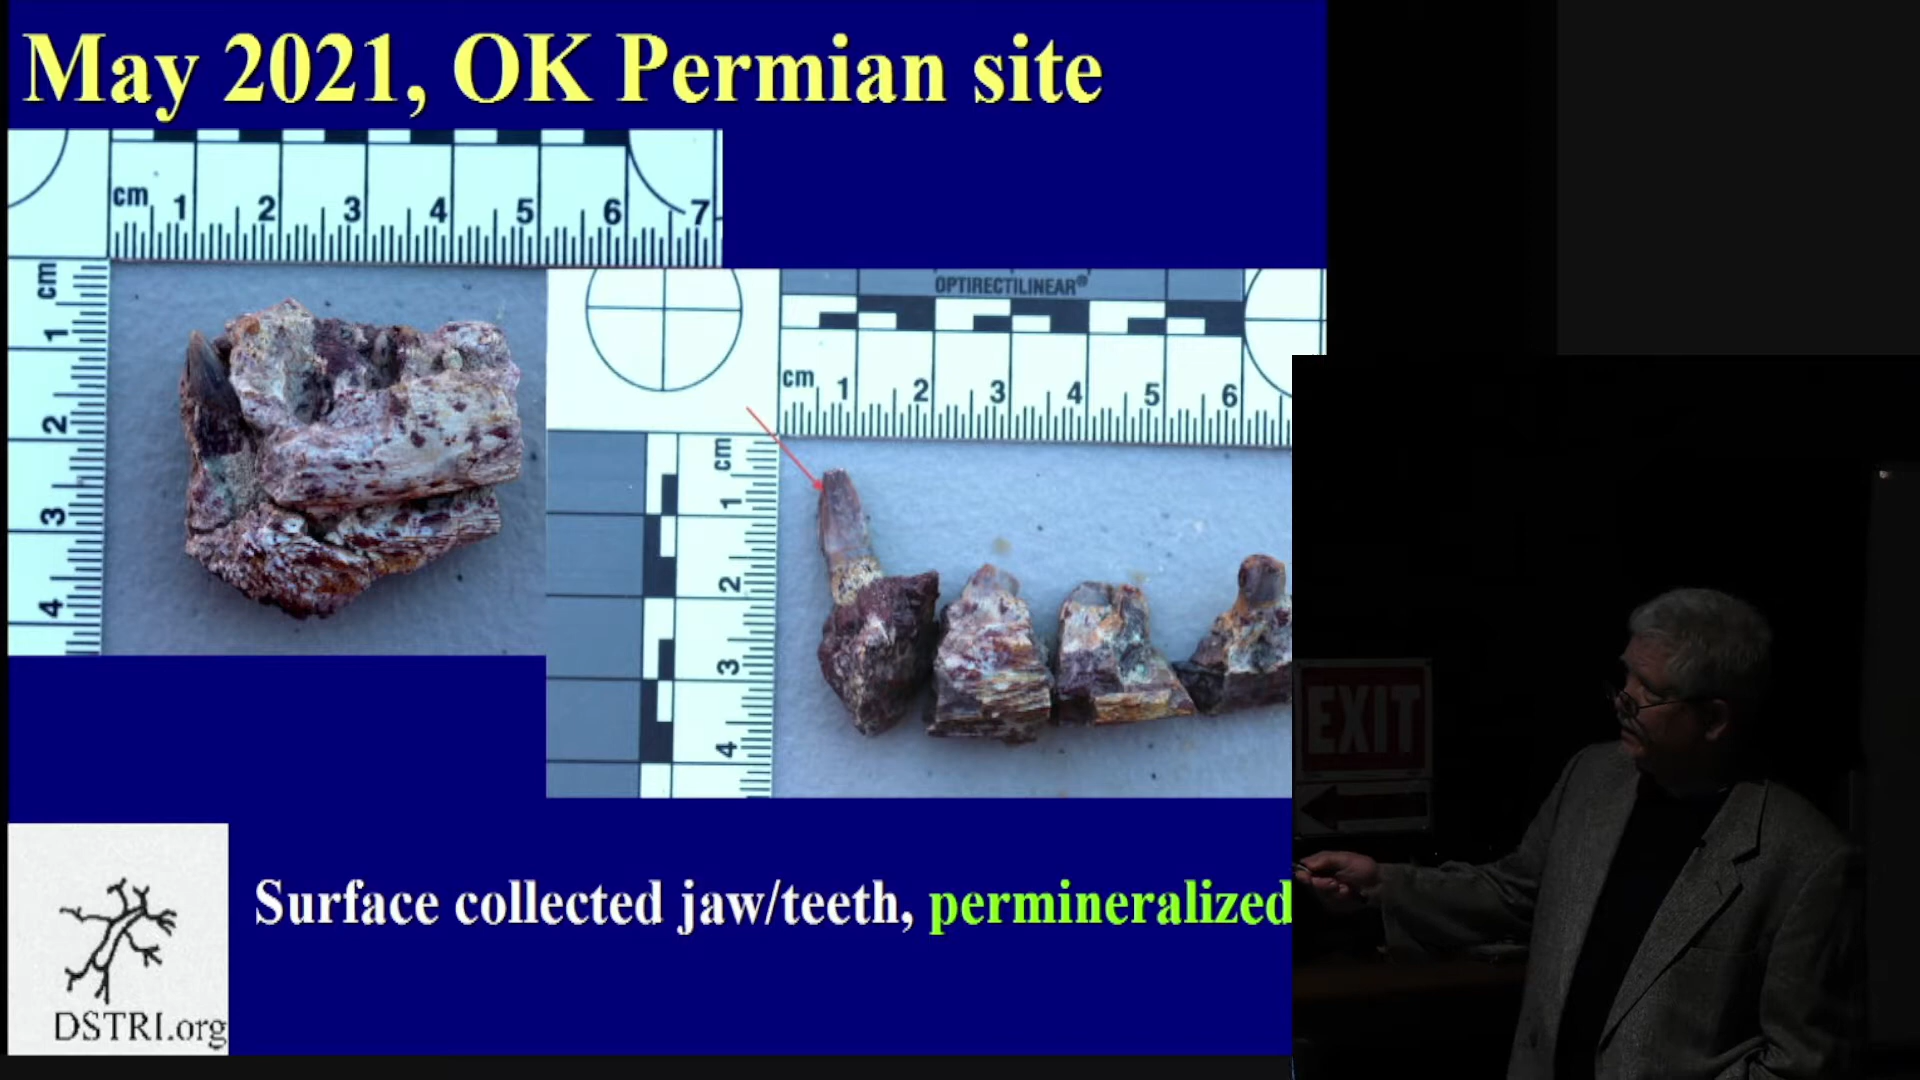 May 2021, OK Permian site
cm 1 2 3 4 5 6 7
cm
1
2
3
4
OPTIRECTILINEAR®
cm 1 2 3 4 5 6
cm
1
2
3
4
EXIT
Surface collected jaw/teeth, permineralized
DSTRI.org